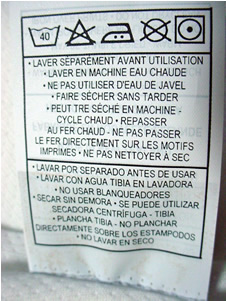 40
• LAVER SÉPARÉMENT AVANT UTILISATION
• LAVER EN MACHINE EAU CHAUDE
• NE PAS UTILISER D'EAU DE JAVEL
• FAIRE SÉCHER SANS TARDER
• PEUT TRE SÉCHÉ EN MACHINE -
CYCLE CHAUD • REPASSER
AU FER CHAUD - NE PAS PASSER
LE FER DIRECTEMENT SUR LES MOTIFS
IMPRIMES • NE PAS NETTOYER À SEC
• LAVAR POR SEPARADO ANTES DE USAR
• LAVAR CON AGUA TIBIA EN LAVADORA
• NO USAR BLANQUEADORES
• SECAR SIN DEMORA • SE PUEDE UTILIZAR
SECADORA CENTRÍFUGA - TIBIA
• PLANCHA TIBIA - NO PLANCHAR
DIRECTAMENTE SOBRE LOS ESTAMPODOS
• NO LAVAR EN SECO